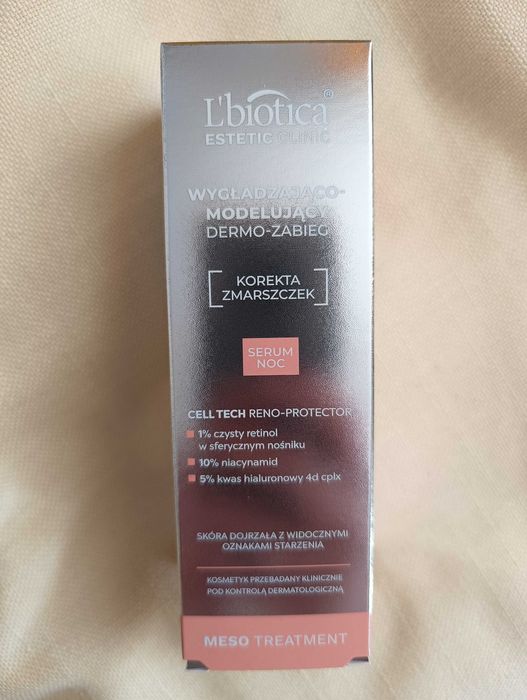 L'biotica®
ESTETIC CLINIC
WYGŁADZAJĄCO-
MODELUJĄCY
DERMO-ZABIEG
KOREKTA
ZMARSZCZEK
SERUM
NOC
CELL TECH RENO-PROTECTOR
1% czysty retinol
w sferycznym nośniku
10% niacynamid
5% kwas hialuronowy 4d cplx
SKÓRA DOJRZAŁA Z WIDOCZNYMI
OZNAKAMI STARZENIA
KOSMETYK PRZEBADANY KLINICZNIE
POD KONTROLĄ DERMATOLOGICZNĄ
MESO TREATMENT